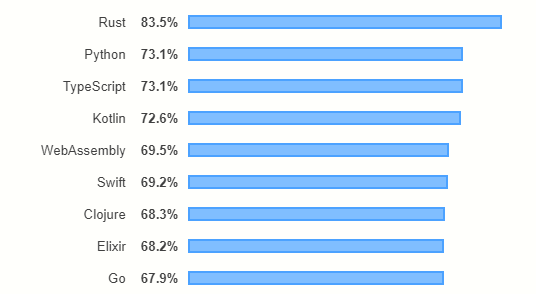 Rust 83.5%
Python 73.1%
TypeScript 73.1%
Kotlin 72.6%
WebAssembly 69.5%
Swift 69.2%
Clojure 68.3%
Elixir 68.2%
Go 67.9%